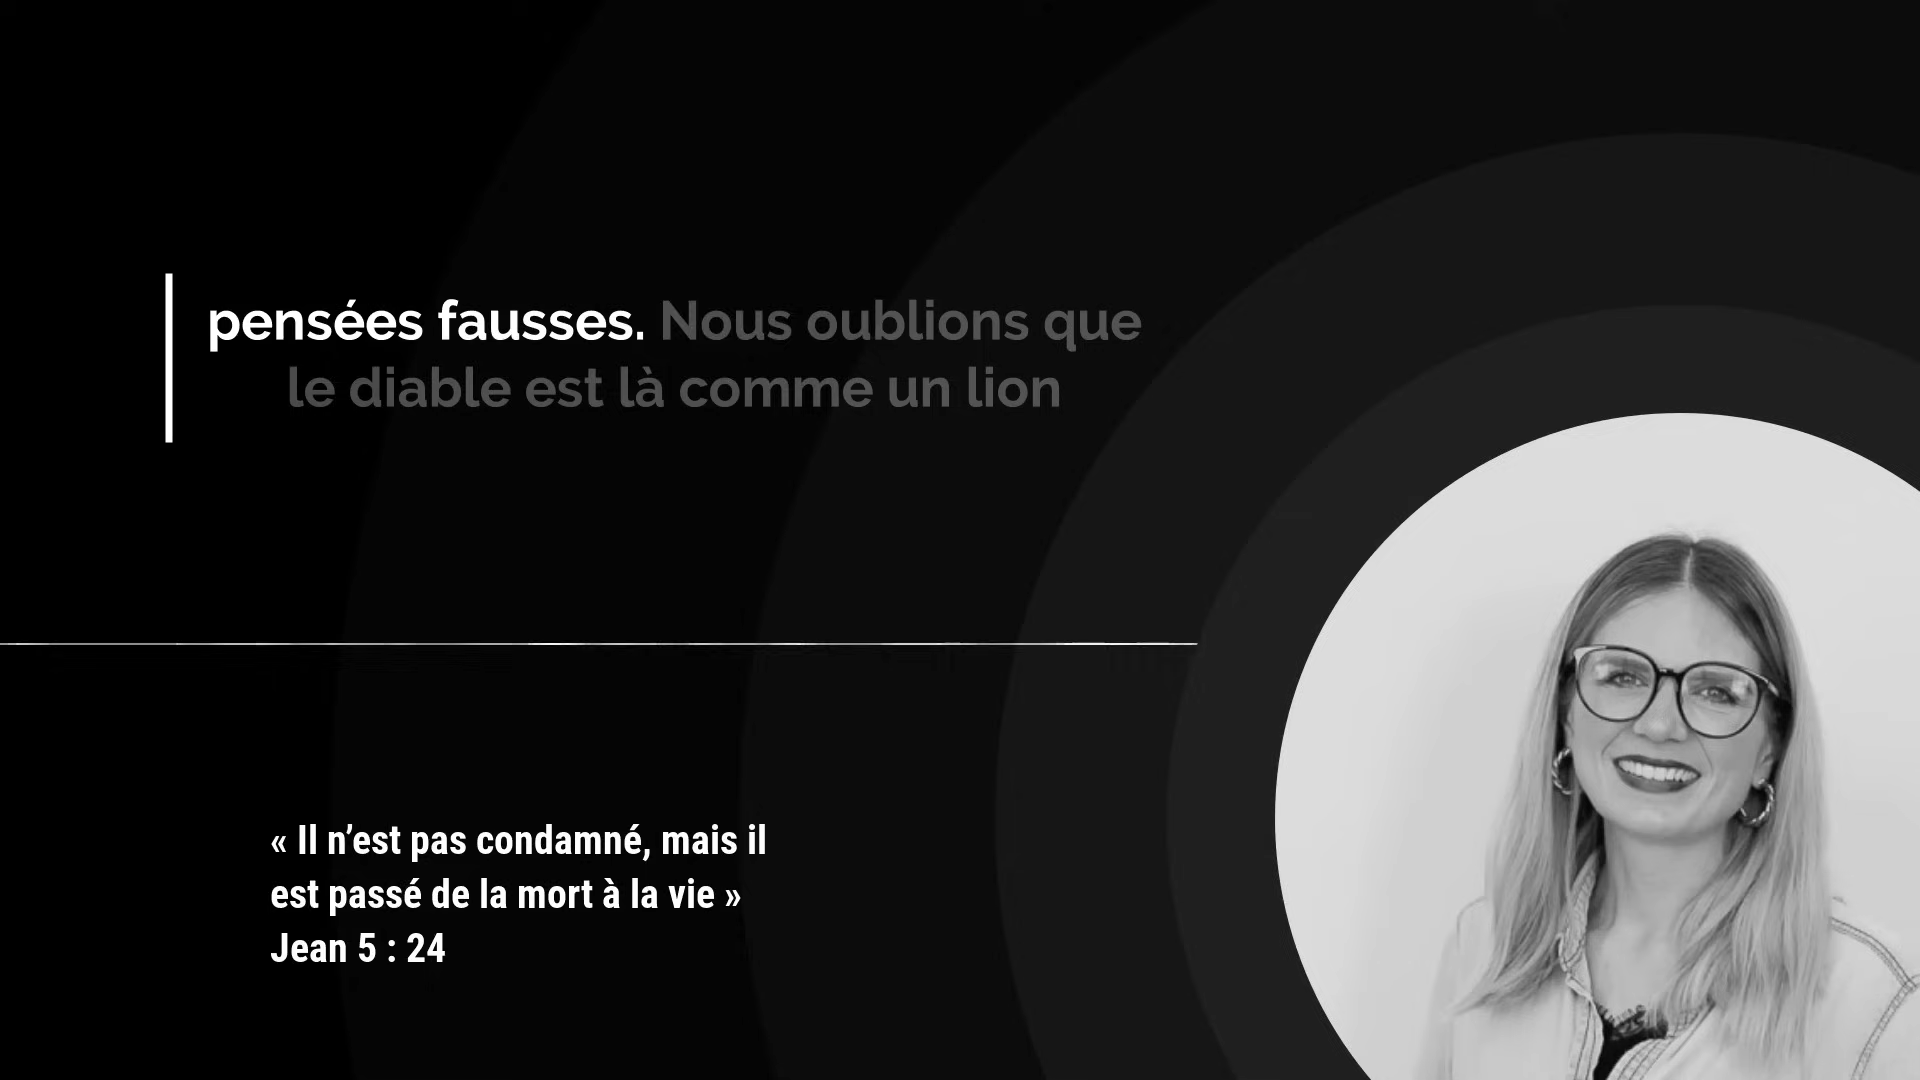 pensées fausses. Nous oublions que
le diable est là comme un lion
« Il n’est pas condamné, mais il
est passé de la mort à la vie »
Jean 5 : 24